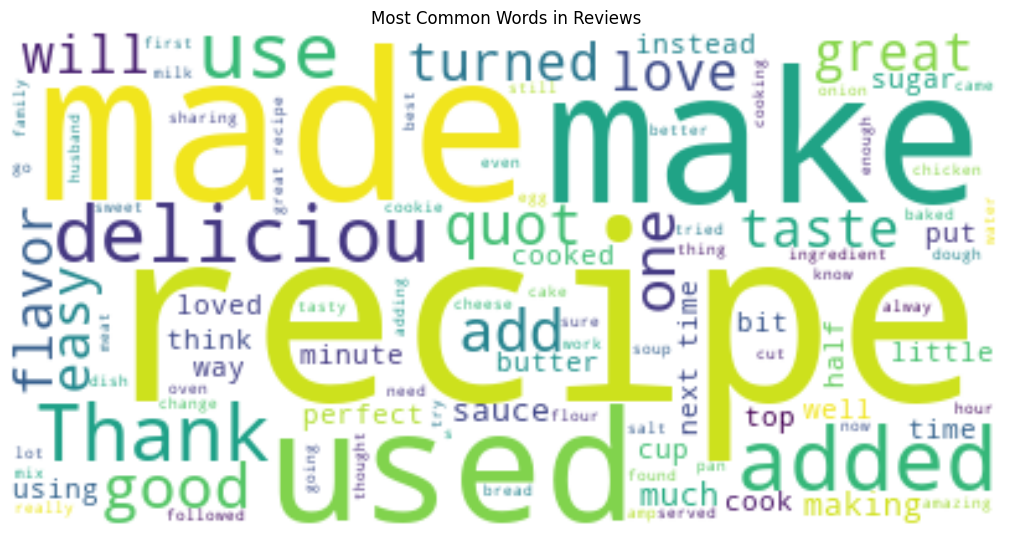 Most Common Words in Reviews
will first milk use turned love instead great sugar came
family go husband sharing great recipe made best still even egg make better cooking onion enough chicken
sweet deliciou cookie quot cooked one tried thing taste baked put water dough ingredient know
flavor easy meat loved think way tasty minute adding recipe cheese cake add sure work butter soup next time bit cut half alway little
dish oven change need perfect try s sauce flour salt top well now hour time
lot mix using really Thank good followed going thought used bread found amp cup pan much served cook added making amazing